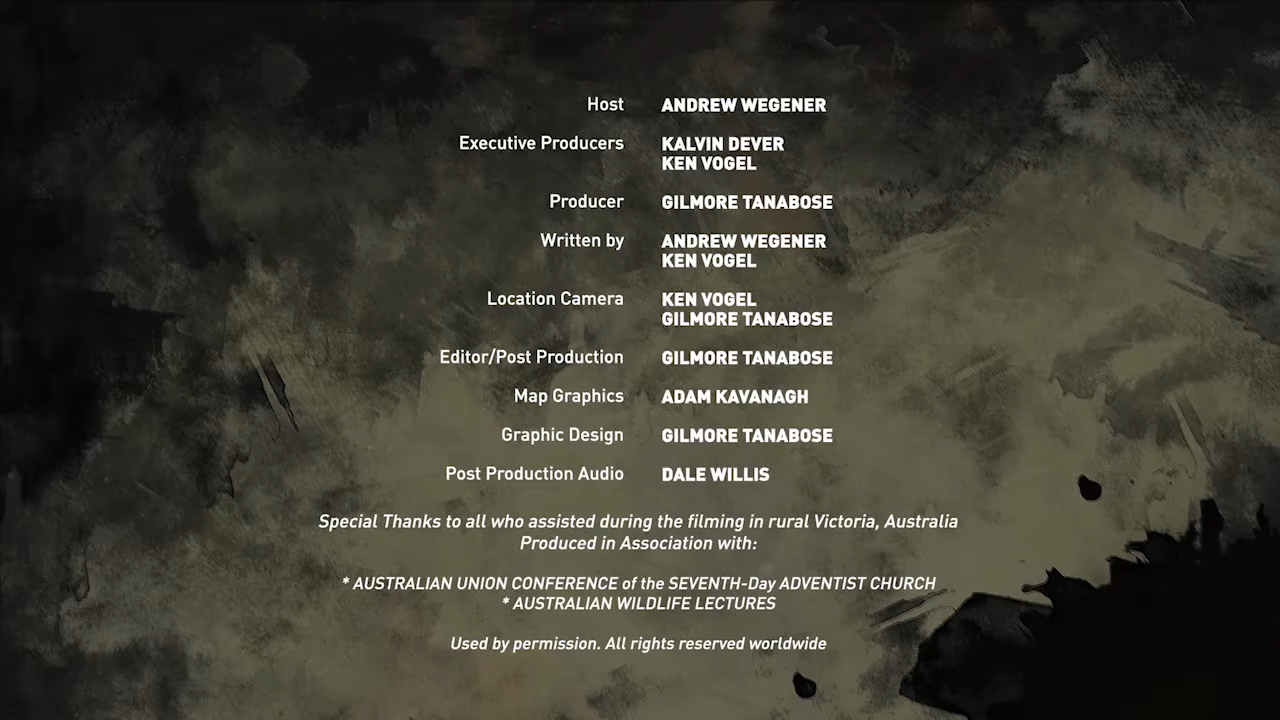 Host ANDREW WEGENER
Executive Producers KALVIN DEVER
KEN VOGEL
Producer GILMORE TANABOSE
Written by ANDREW WEGENER
KEN VOGEL
Location Camera KEN VOGEL
GILMORE TANABOSE
Editor/Post Production GILMORE TANABOSE
Map Graphics ADAM KAVANAGH
Graphic Design GILMORE TANABOSE
Post Production Audio DALE WILLIS
Special Thanks to all who assisted during the filming in rural Victoria, Australia
Produced in Association with:
* AUSTRALIAN UNION CONFERENCE of the SEVENTH-Day ADVENTIST CHURCH
* AUSTRALIAN WILDLIFE LECTURES
Used by permission. All rights reserved worldwide